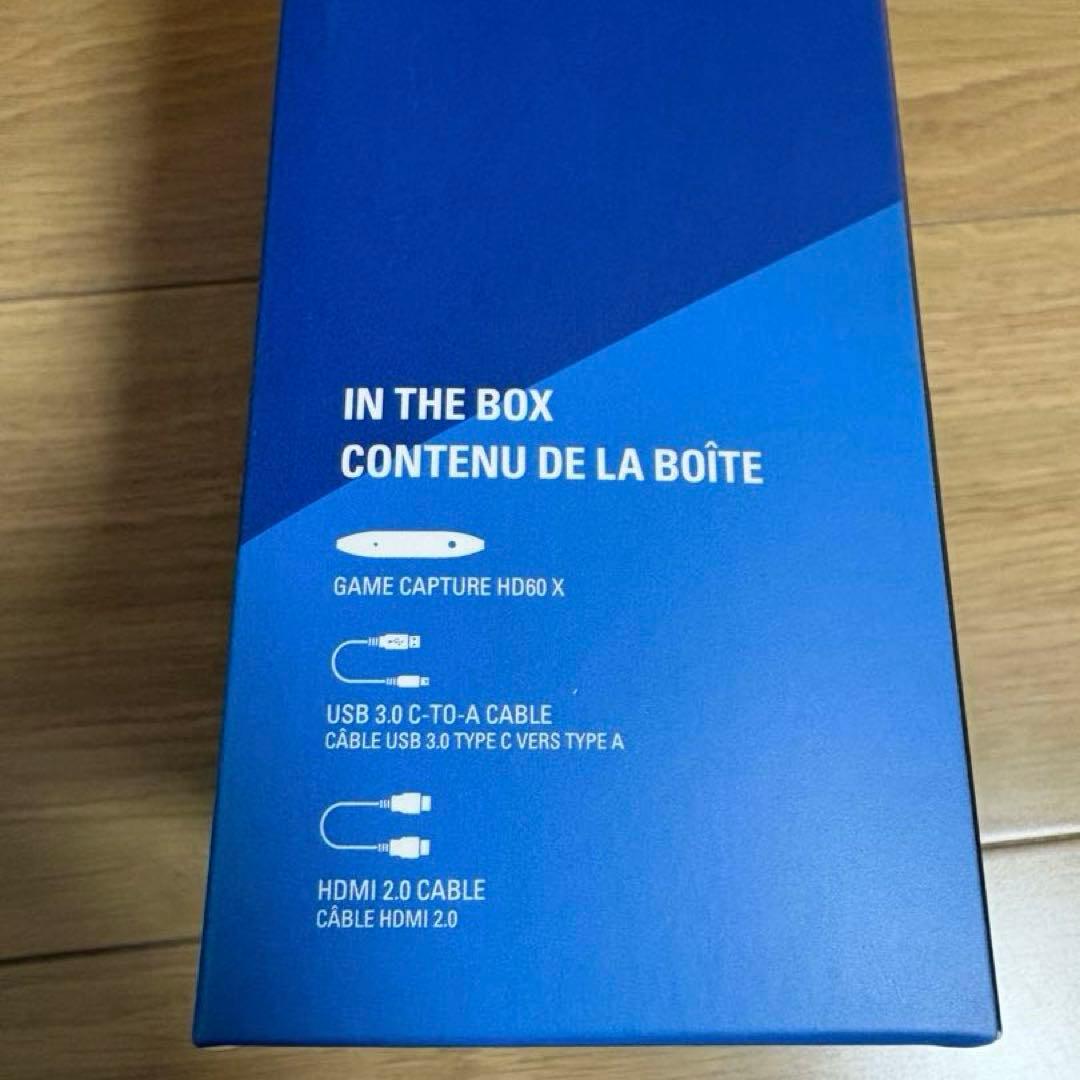 IN THE BOX
CONTENU DE LA BOÎTE
GAME CAPTURE HD60 X
USB 3.0 C-TO-A CABLE
CÂBLE USB 3.0 TYPE C VERS TYPE A
HDMI 2.0 CABLE
CÂBLE HDMI 2.0